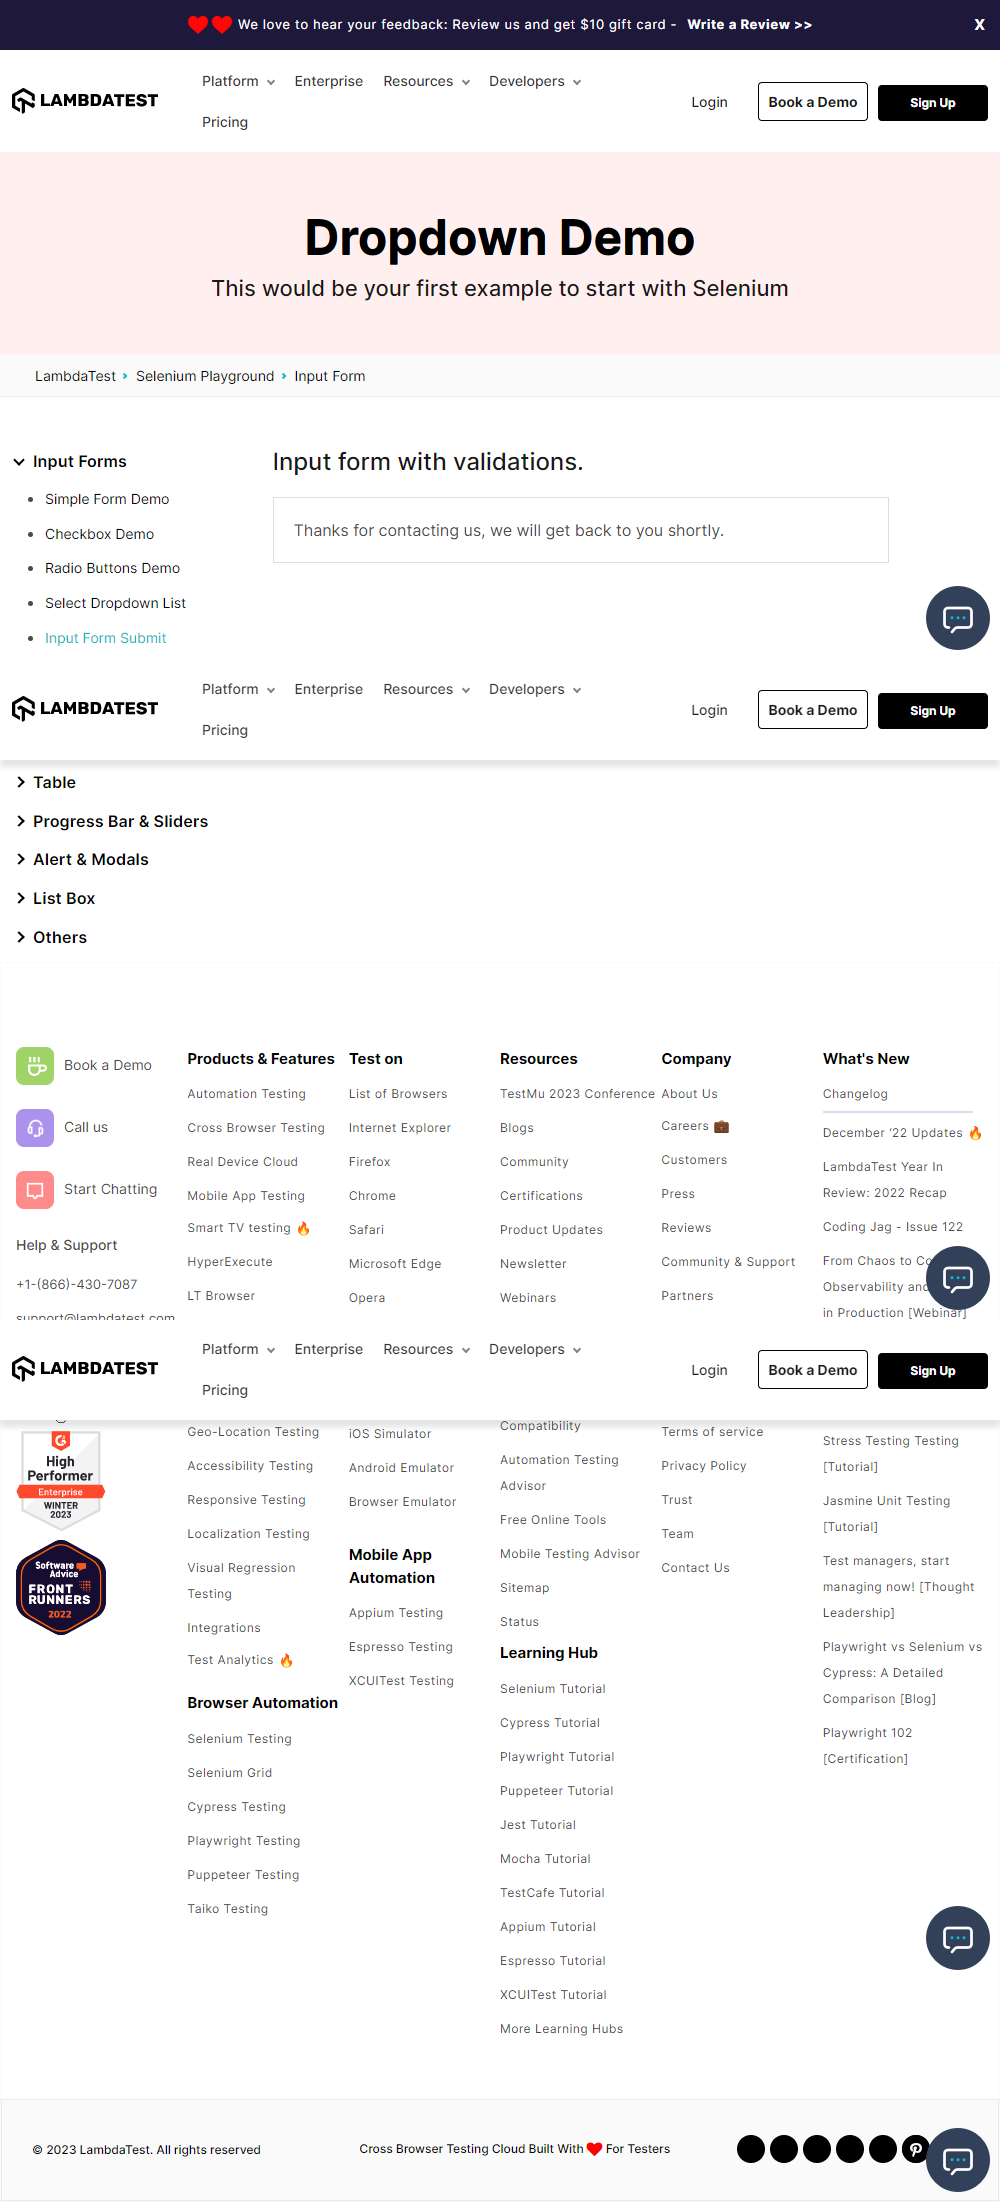 We love to hear your feedback: Review us and get $10 gift card - Write a Review >>
X
LAMBDATEST
Platform Enterprise Resources Developers
Pricing
Login
Book a Demo
Sign Up
Dropdown Demo
This would be your first example to start with Selenium
LambdaTest
Selenium Playground
Input Form
Input Forms
Simple Form Demo
Checkbox Demo
Radio Buttons Demo
Select Dropdown List
Input Form Submit
Input form with validations.
Thanks for contacting us, we will get back to you shortly.
LAMBDATEST
Platform Enterprise Resources Developers
Pricing
Login
Book a Demo
Sign Up
Table
Progress Bar & Sliders
Alert & Modals
List Box
Others
Book a Demo
Call us
Start Chatting
Help & Support
+1-(866)-430-7087
support@lambdatest.com
Products & Features
Automation Testing
Cross Browser Testing
Real Device Cloud
Mobile App Testing
Smart TV testing 🔥
HyperExecute
LT Browser
Test on
List of Browsers
Internet Explorer
Firefox
Chrome
Safari
Microsoft Edge
Opera
Resources
TestMu 2023 Conference
Blogs
Community
Certifications
Product Updates
Newsletter
Webinars
Company
About Us
Careers 💼
Customers
Press
Reviews
Community & Support
Partners
What's New
Changelog
December ‘22 Updates 🔥
LambdaTest Year In
Review: 2022 Recap
Coding Jag - Issue 122
From Chaos to
Observability
in Production [Webinar]
LAMBDATEST
Platform Enterprise Resources Developers
Pricing
Login
Book a Demo
Sign Up
High
Performer
Enterprise
WINTER
2023
Software
Advice
FRONT
RUNNERS
2022
Geo-Location Testing
Accessibility Testing
Responsive Testing
Localization Testing
Visual Regression
Testing
Integrations
Test Analytics 🔥
Browser Automation
Selenium Testing
Selenium Grid
Cypress Testing
Playwright Testing
Puppeteer Testing
Taiko Testing
iOS Simulator
Android Emulator
Browser Emulator
Mobile App
Automation
Appium Testing
Espresso Testing
XCUITest Testing
Compatibility
Automation Testing
Advisor
Free Online Tools
Mobile Testing Advisor
Sitemap
Status
Learning Hub
Selenium Tutorial
Cypress Tutorial
Playwright Tutorial
Puppeteer Tutorial
Jest Tutorial
Mocha Tutorial
TestCafe Tutorial
Appium Tutorial
Espresso Tutorial
XCUITest Tutorial
More Learning Hubs
Terms of service
Privacy Policy
Trust
Team
Contact Us
Stress Testing Testing
[Tutorial]
Jasmine Unit Testing
[Tutorial]
Test managers, start
managing now! [Thought
Leadership]
Playwright vs Selenium vs
Cypress: A Detailed
Comparison [Blog]
Playwright 102
[Certification]
© 2023 LambdaTest. All rights reserved
Cross Browser Testing Cloud Built With ❤ For Testers